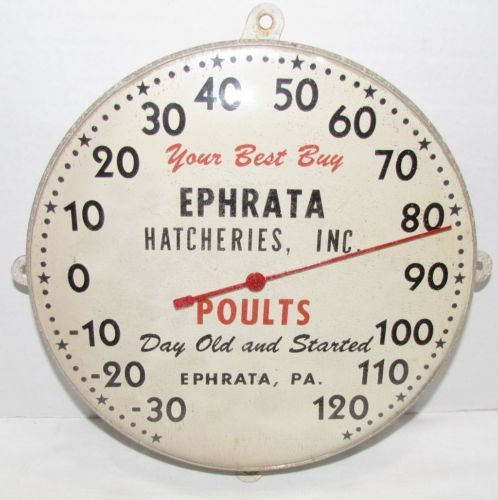 40 50
30 60
20 70
Your Best Buy
10 80
EPHRATA
HATCHERIES, INC.
0 90
POULTS
-10 100
Day Old and Started
-20 110
EPHRATA, PA.
-30 120